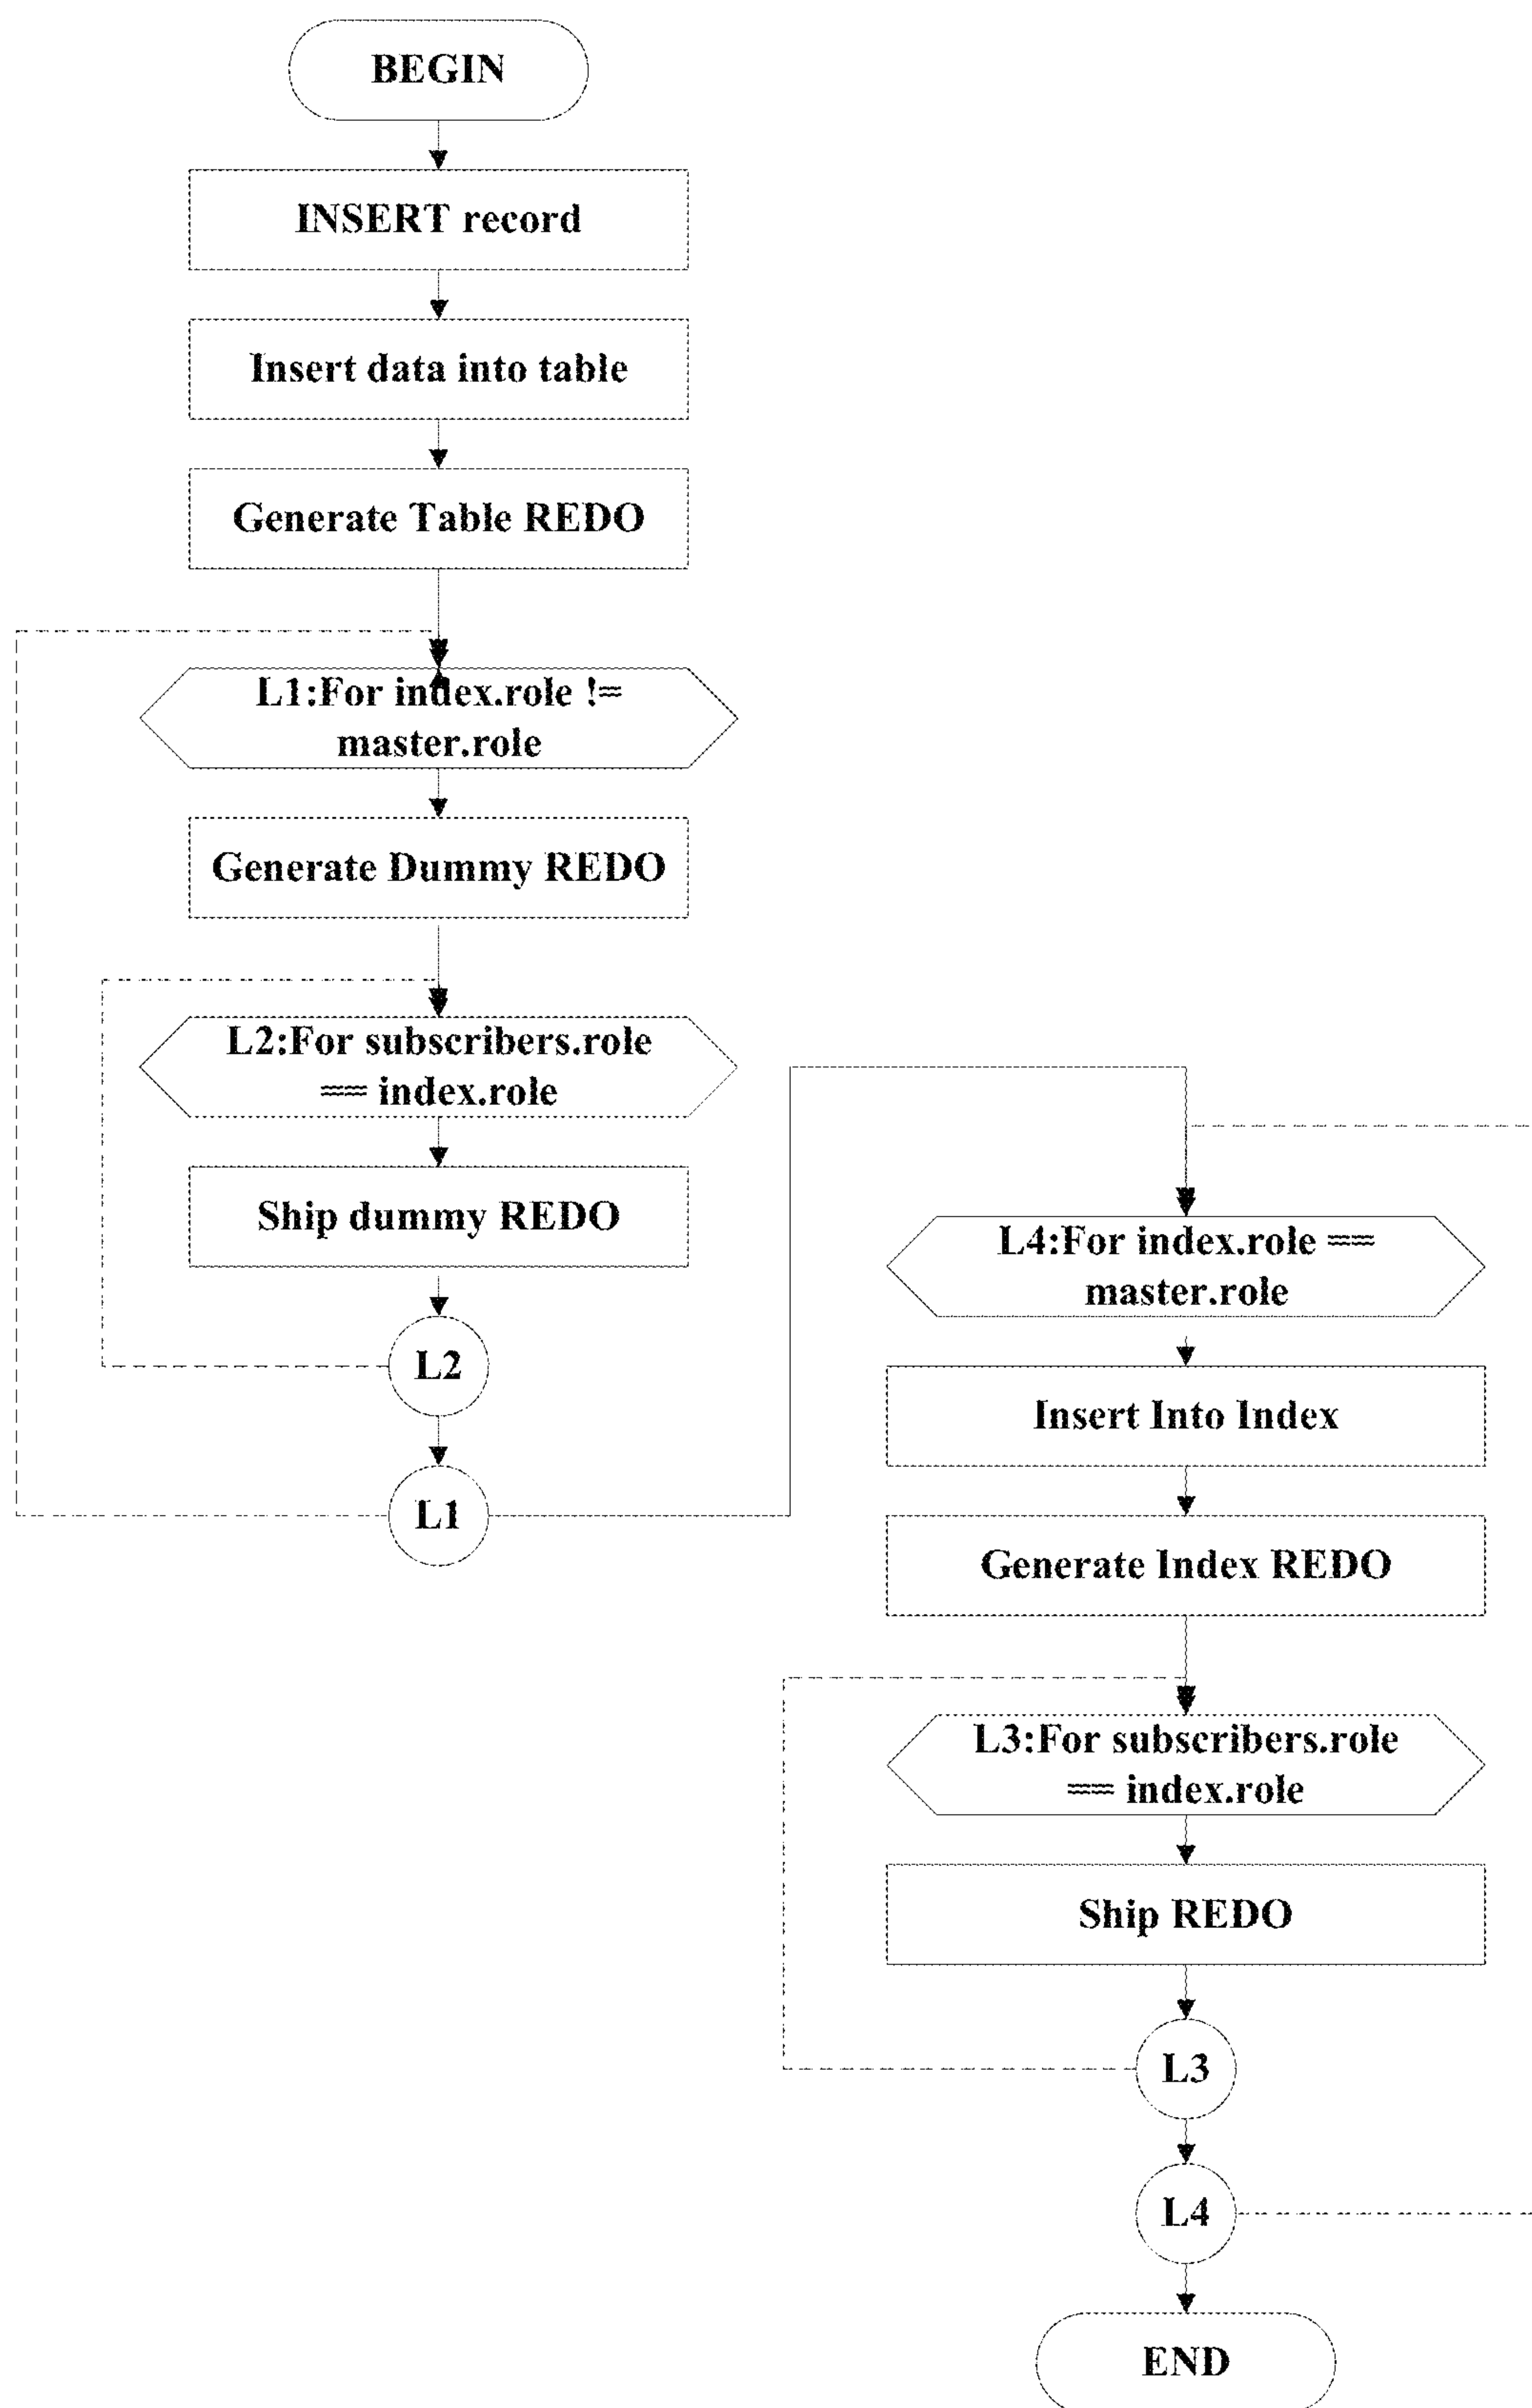 BEGIN
INSERT record
Insert data into table
Generate Table REDO
L1:For index.role !=
master.role
Generate Dummy REDO
L2:For subscribers.role
== index.role
Ship dummy REDO
L2
L1
L4:For index.role ==
master.role
Insert Into Index
Generate Index REDO
L3:For subscribers.role
== index.role
Ship REDO
L3
L4
END